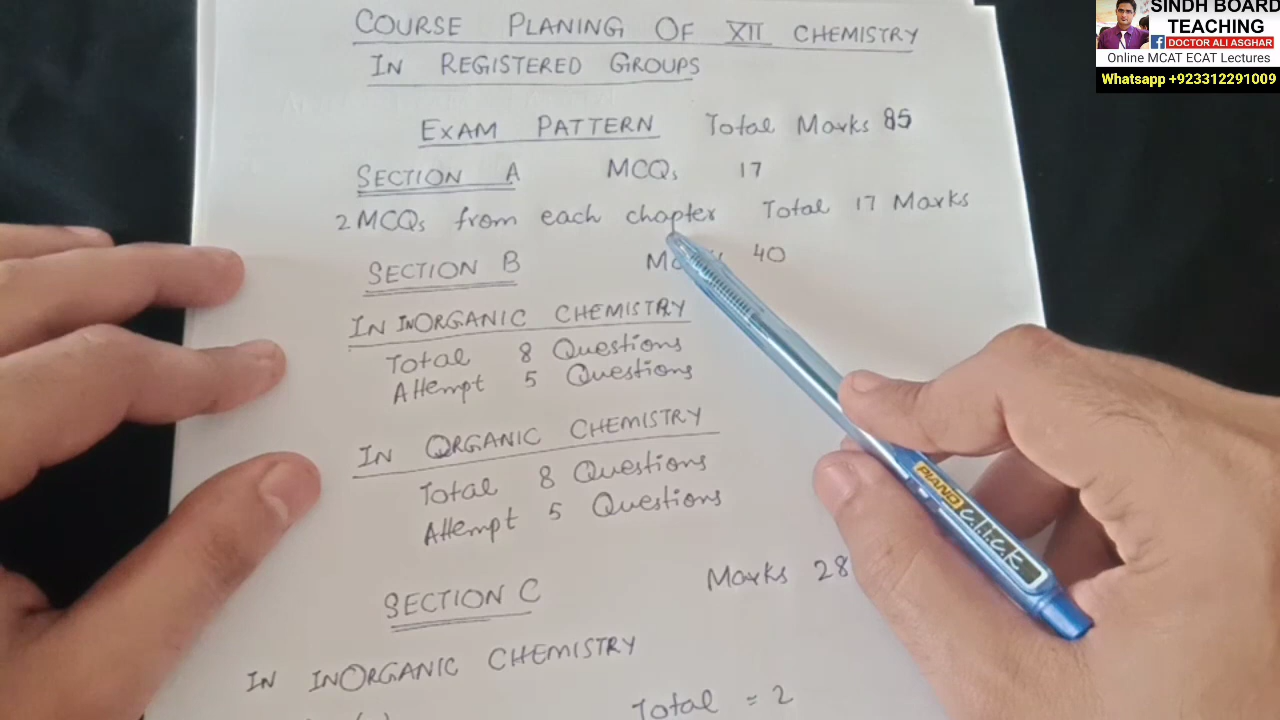 SINDH BOARD
TEACHING
DOCTOR ALI ASGHAR
Online MCAT ECAT Lectures
Whatsapp +923312291009
COURSE PLANING OF XII CHEMISTRY
IN REGISTERED GROUPS
EXAM PATTERN Total Marks 85
SECTION A MCQs 17
2 MCQs from each chapter Total 17 Marks
SECTION B 40
IN INORGANIC CHEMISTRY
Total 8 Questions
Attempt 5 Questions
IN ORGANIC CHEMISTRY
Total 8 Questions
Attempt 5 Questions
SECTION C Marks 28
IN INORGANIC CHEMISTRY
Total = 2
PIANO
c.l.i.c.k